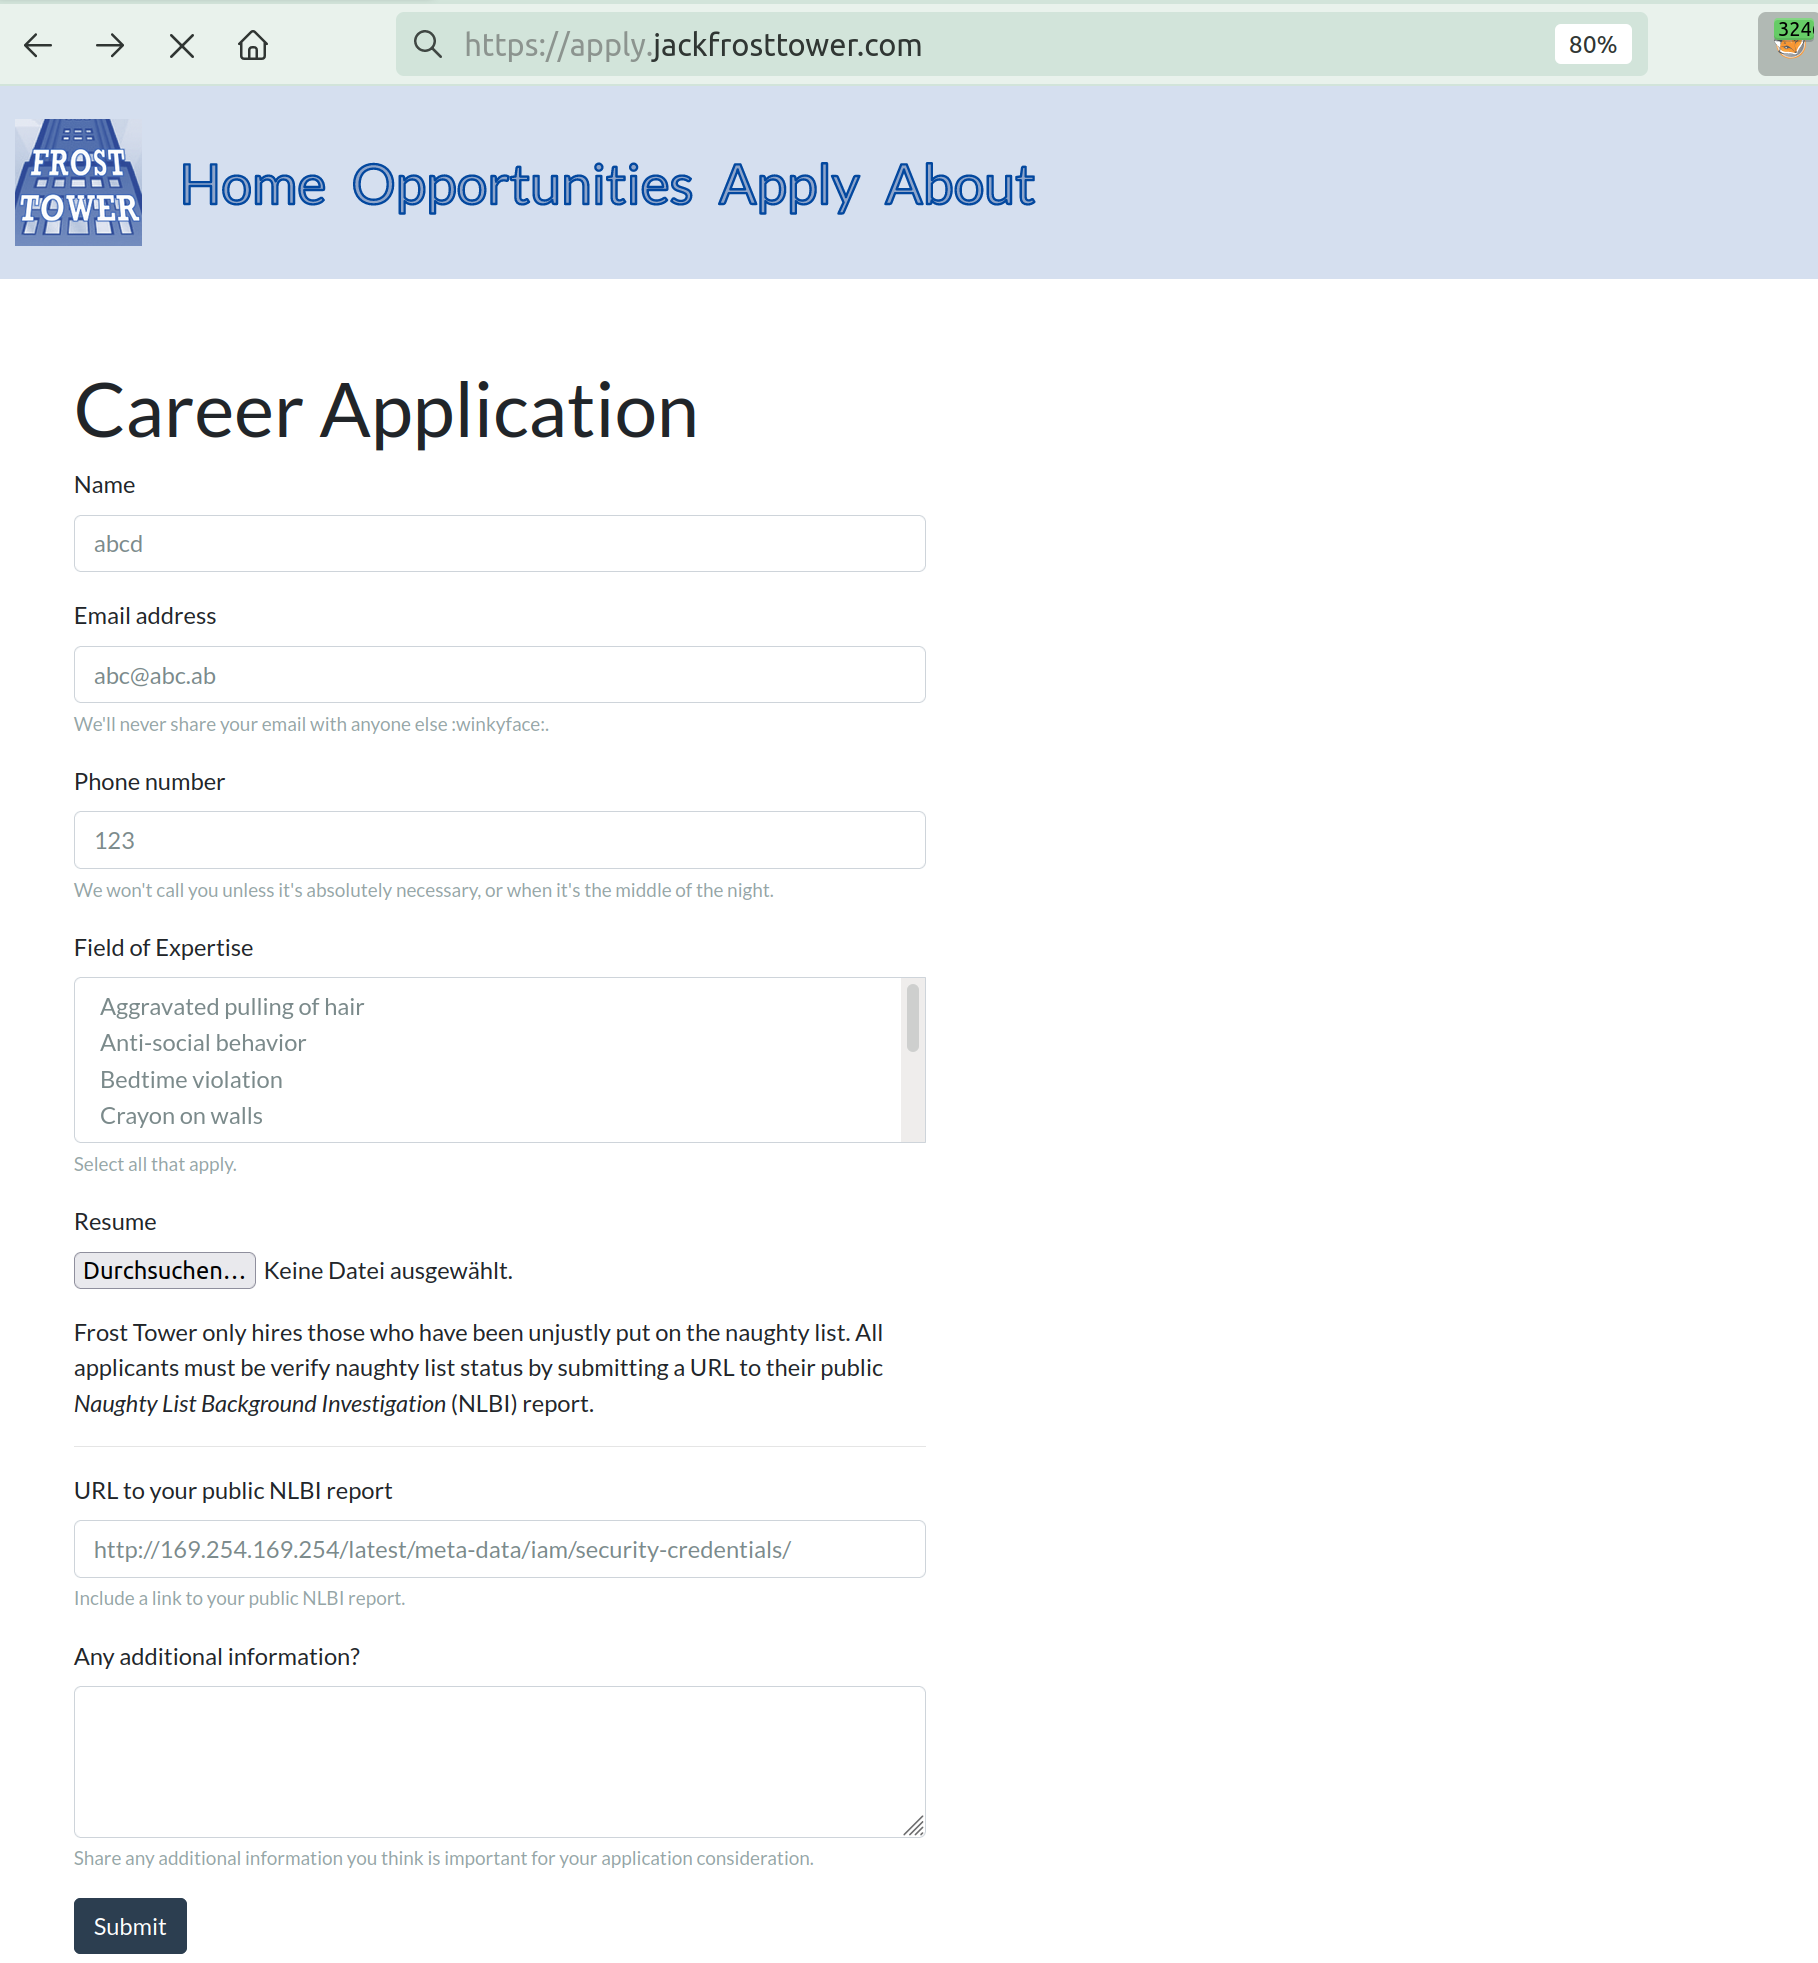 https://apply.jackfrosttower.com
80%
324
FROST
TOWER
Home Opportunities Apply About
Career Application
Name
abcd
Email address
abc@abc.ab
We'll never share your email with anyone else :winkyface:.
Phone number
123
We won't call you unless it's absolutely necessary, or when it's the middle of the night.
Field of Expertise
Aggravated pulling of hair
Anti-social behavior
Bedtime violation
Crayon on walls
Select all that apply.
Resume
Durchsuchen… Keine Datei ausgewählt.
Frost Tower only hires those who have been unjustly put on the naughty list. All
applicants must be verify naughty list status by submitting a URL to their public
Naughty List Background Investigation (NLBI) report.
URL to your public NLBI report
http://169.254.169.254/latest/meta-data/iam/security-credentials/
Include a link to your public NLBI report.
Any additional information?
Share any additional information you think is important for your application consideration.
Submit